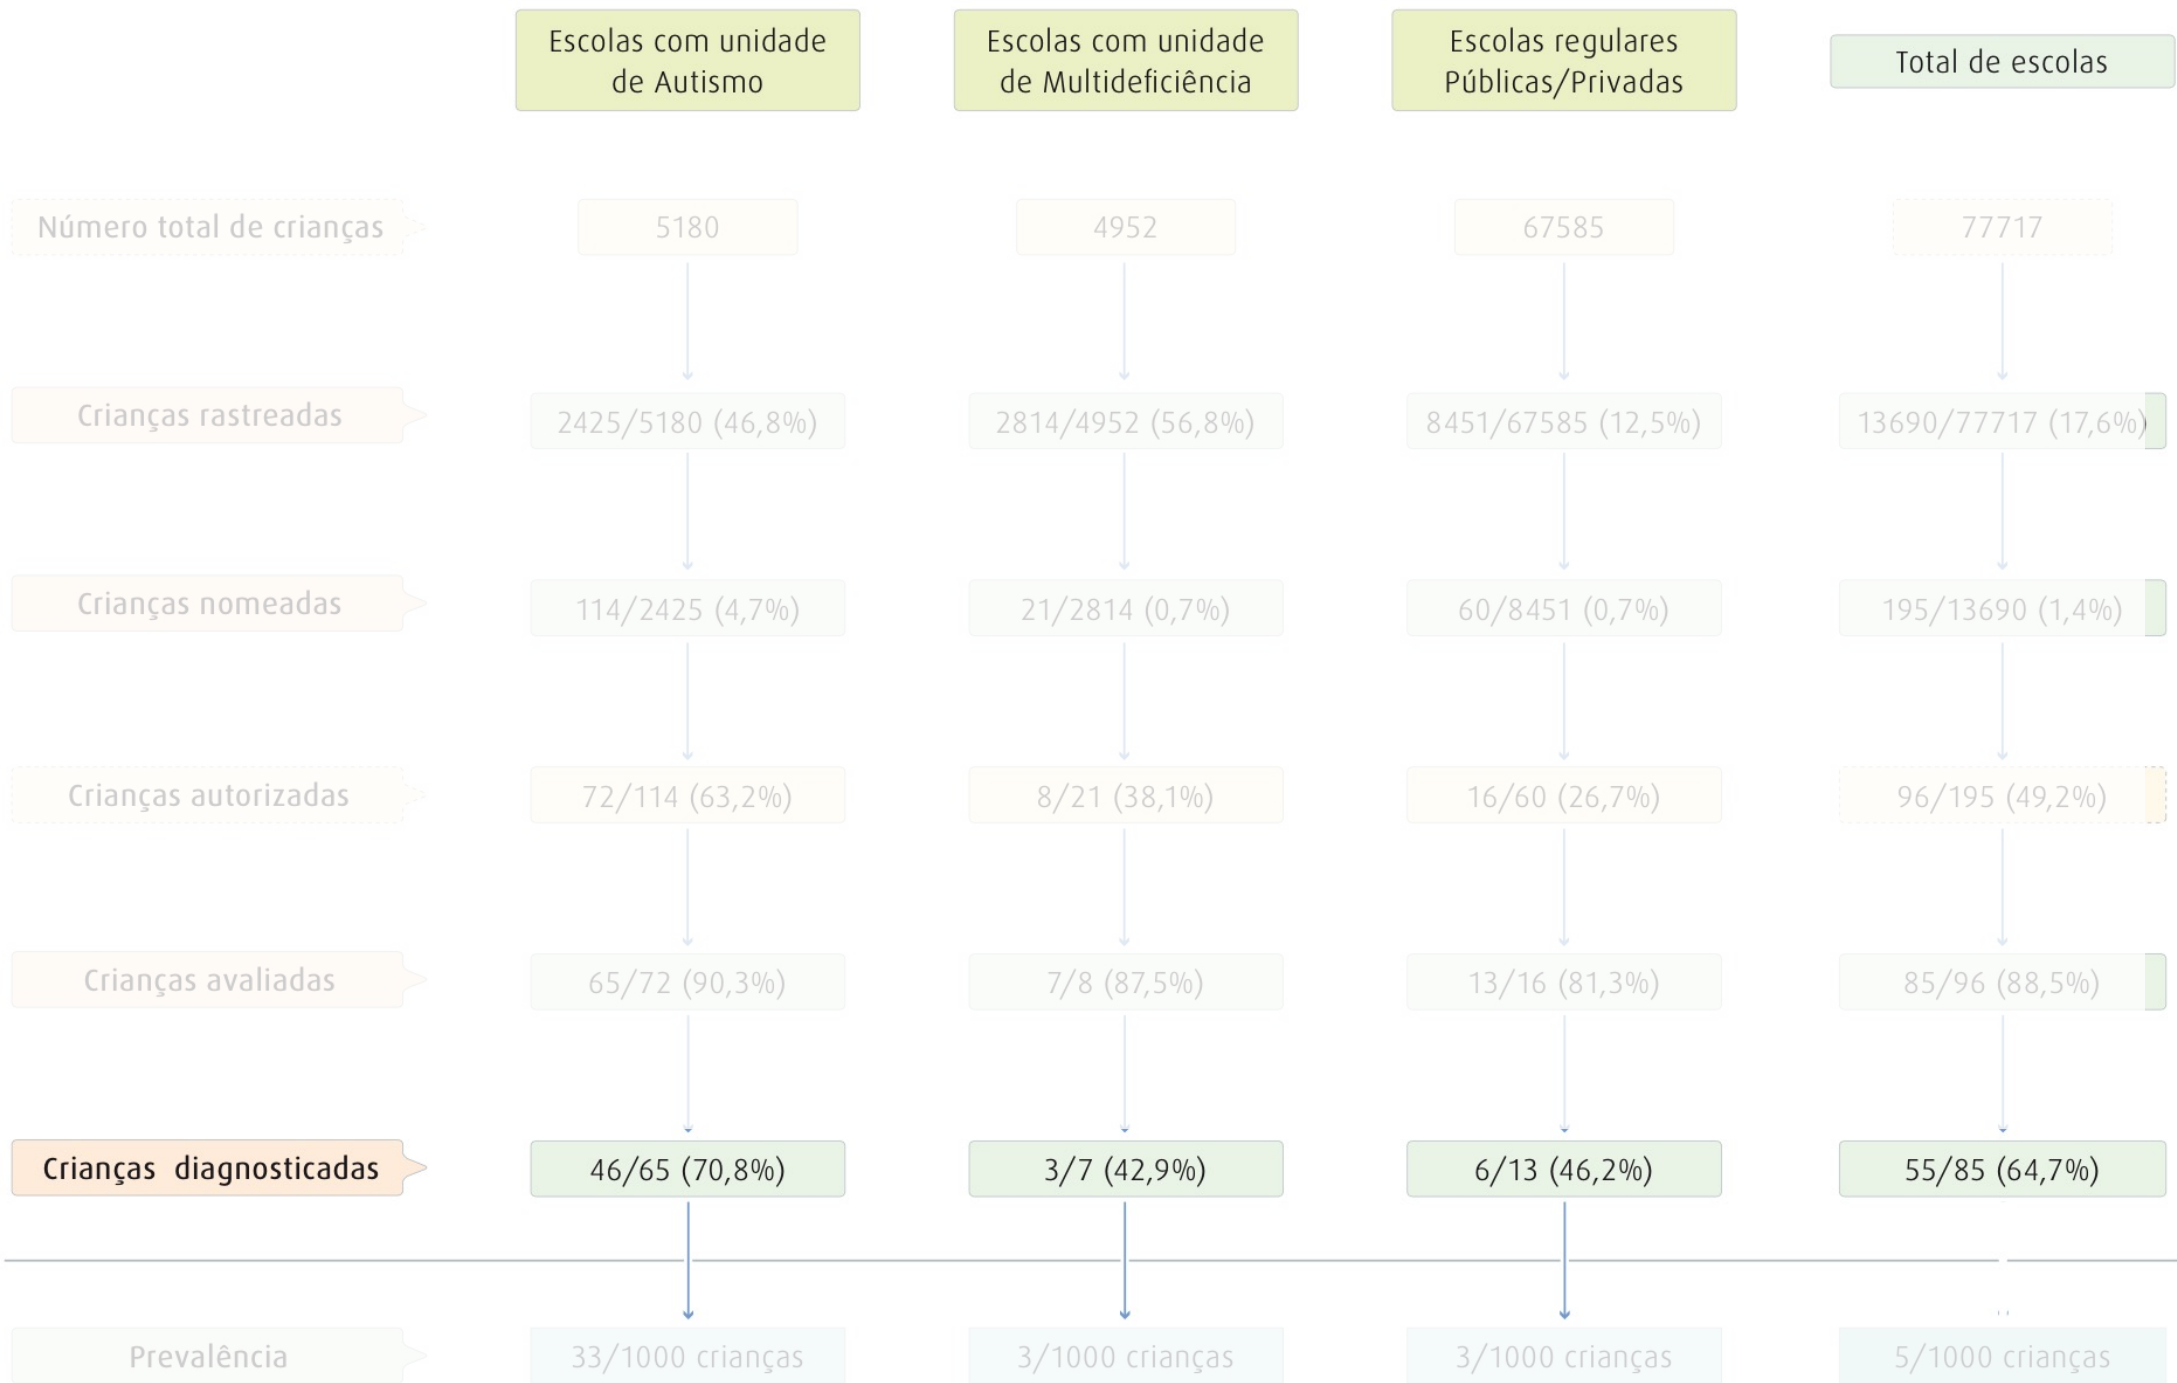 Escolas com unidade
de Autismo
Escolas com unidade
de Multideficiência
Escolas regulares
Públicas/Privadas
Total de escolas
Número total de crianças
5180
4952
67585
77717
Crianças rastreadas
2425/5180 (46,8%)
2814/4952 (56,8%)
8451/67585 (12,5%)
13690/77717 (17,6%)
Crianças nomeadas
114/2425 (4,7%)
21/2814 (0,7%)
60/8451 (0,7%)
195/13690 (1,4%)
Crianças autorizadas
72/114 (63,2%)
8/21 (38,1%)
16/60 (26,7%)
96/195 (49,2%)
Crianças avaliadas
65/72 (90,3%)
7/8 (87,5%)
13/16 (81,3%)
85/96 (88,5%)
Crianças diagnosticadas
46/65 (70,8%)
3/7 (42,9%)
6/13 (46,2%)
55/85 (64,7%)
Prevalência
33/1000 crianças
3/1000 crianças
3/1000 crianças
5/1000 crianças